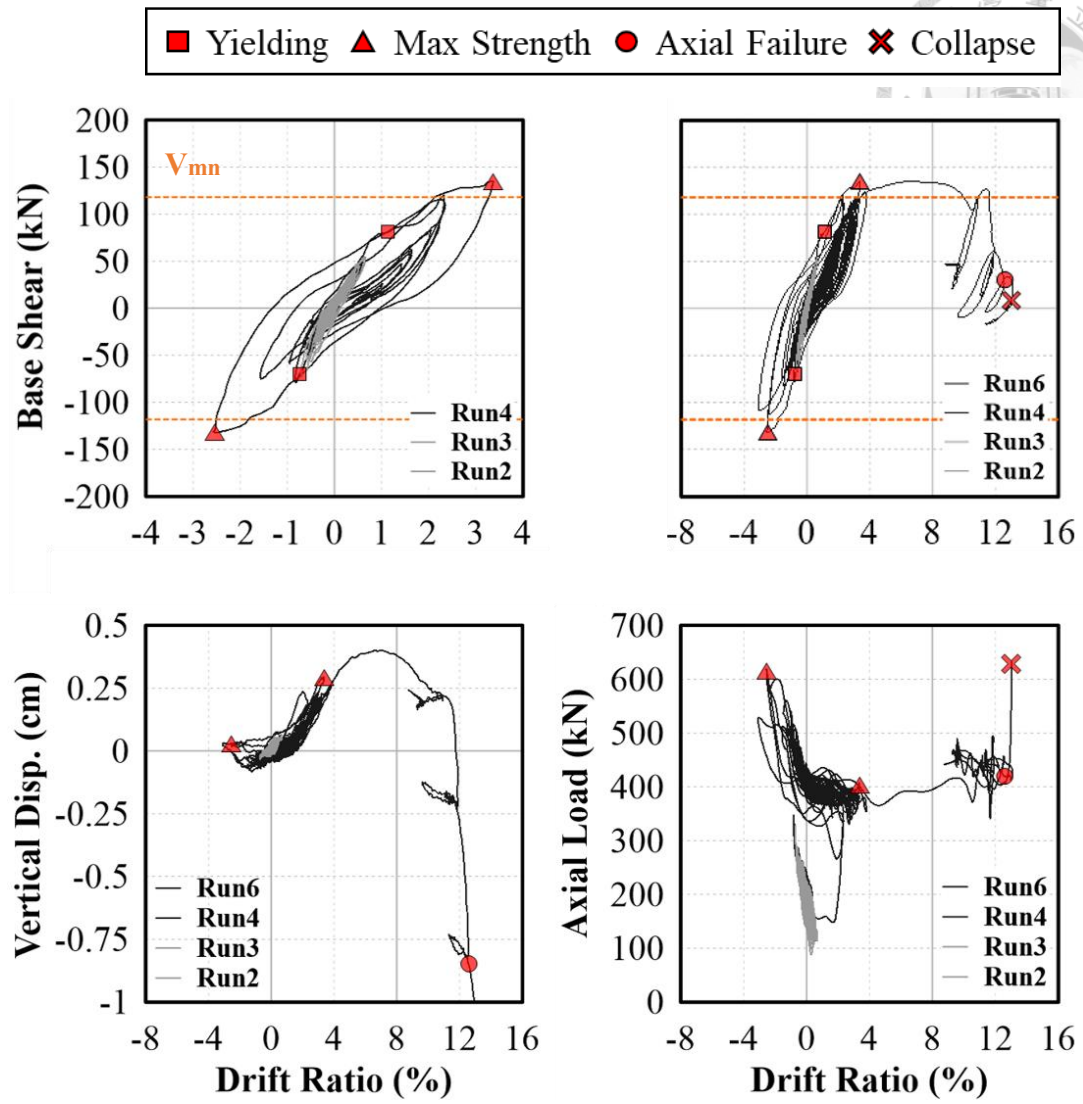 Yielding Max Strength Axial Failure Collapse
200
150
100
50
0
-50
-100
-150
-200
Base Shear (kN)
Vmn
Run4
Run3
Run2
-4 -3 -2 -1 0 1 2 3 4
Run6
Run4
Run3
Run2
-8 -4 0 4 8 12 16
0.5
0.25
0
-0.25
-0.5
-0.75
-1
Vertical Disp. (cm)
Run6
Run4
Run3
Run2
-8 -4 0 4 8 12 16
Drift Ratio (%)
700
600
500
400
300
200
100
0
Axial Load (kN)
Run6
Run4
Run3
Run2
-8 -4 0 4 8 12 16
Drift Ratio (%)